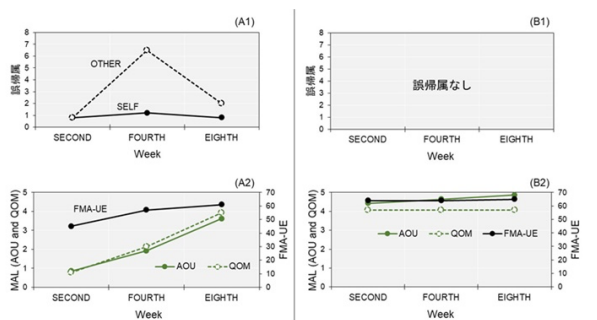 (A1)
8
7
6
5
4
3
2
1
0
誤帰属
OTHER
SELF
SECOND FOURTH EIGHTH
Week
(B1)
8
7
6
5
4
3
2
1
0
誤帰属
誤帰属なし
SECOND FOURTH EIGHTH
Week
(A2)
5
4
3
2
1
0
MAL (AOU and QOM)
FMA-UE
AOU QOM
70
60
50
40
30
20
10
0
FMA-UE
SECOND FOURTH EIGHTH
Week
(B2)
5
4
3
2
1
0
MAL (AOU and QOM)
AOU QOM FMA-UE
70
60
50
40
30
20
10
0
FMA-UE
SECOND FOURTH EIGHTH
Week